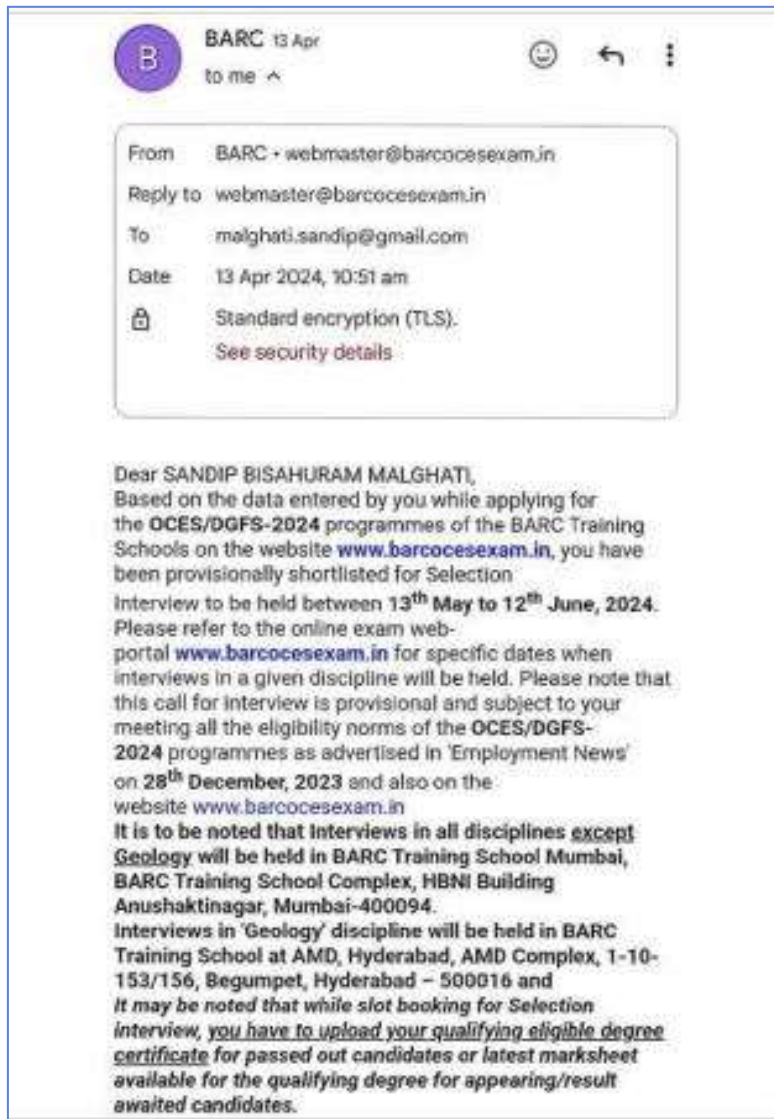 B
BARC 13 Apr
to me
From BARC • webmaster@barcocesexam.in
Reply to webmaster@barcocesexam.in
To malghati.sandip@gmail.com
Date 13 Apr 2024, 10:51 am
Standard encryption (TLS).
See security details
Dear SANDIP BISAHURAM MALGHATI,
Based on the data entered by you while applying for
the OCES/DGFS-2024 programmes of the BARC Training
Schools on the website www.barcocesexam.in, you have
been provisionally shortlisted for Selection
Interview to be held between 13th May to 12th June, 2024.
Please refer to the online exam web-
portal www.barcocesexam.in for specific dates when
interviews in a given discipline will be held. Please note that
this call for interview is provisional and subject to your
meeting all the eligibility norms of the OCES/DGFS-
2024 programmes as advertised in 'Employment News'
on 28th December, 2023 and also on the
website www.barcocesexam.in
It is to be noted that Interviews in all disciplines except
Geology will be held in BARC Training School Mumbai,
BARC Training School Complex, HBNI Building
Anushaktinagar, Mumbai-400094.
Interviews in 'Geology' discipline will be held in BARC
Training School at AMD, Hyderabad, AMD Complex, 1-10-
153/156, Begumpet, Hyderabad – 500016 and
It may be noted that while slot booking for Selection
interview, you have to upload your qualifying eligible degree
certificate for passed out candidates or latest marksheet
available for the qualifying degree for appearing/result
awaited candidates.